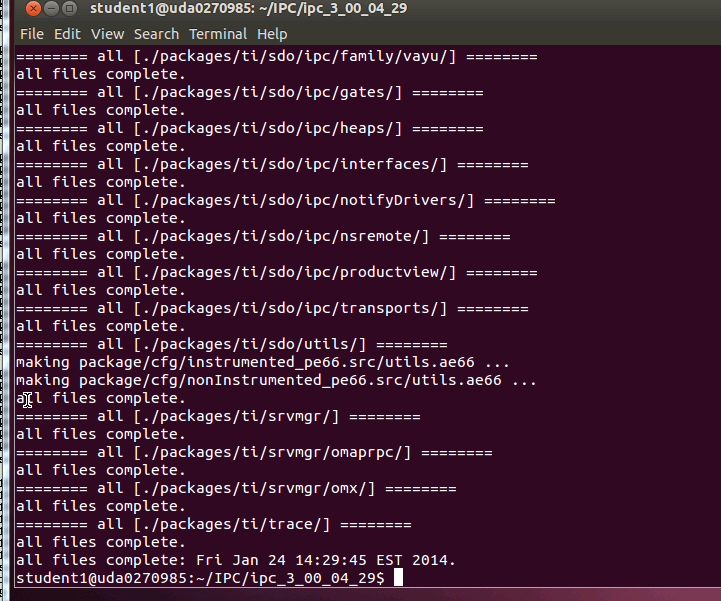 student1@uda0270985: ~/IPC/ipc_3_00_04_29
File Edit View Search Terminal Help
======== all [./packages/ti/sdo/ipc/family/vayu/] ========
all files complete.
======== all [./packages/ti/sdo/ipc/gates/] ========
all files complete.
======== all [./packages/ti/sdo/ipc/heaps/] ========
all files complete.
======== all [./packages/ti/sdo/ipc/interfaces/] ========
all files complete.
======== all [./packages/ti/sdo/ipc/notifyDrivers/] ========
all files complete.
======== all [./packages/ti/sdo/ipc/nsremote/] ========
all files complete.
======== all [./packages/ti/sdo/ipc/productview/] ========
all files complete.
======== all [./packages/ti/sdo/ipc/transports/] ========
all files complete.
======== all [./packages/ti/sdo/utils/] ========
making package/cfg/instrumented_pe66.src/utils.ae66 ...
making package/cfg/nonInstrumented_pe66.src/utils.ae66 ...
all files complete.
======== all [./packages/ti/srvmgr/] ========
all files complete.
======== all [./packages/ti/srvmgr/omaprpc/] ========
all files complete.
======== all [./packages/ti/srvmgr/omx/] ========
all files complete.
======== all [./packages/ti/trace/] ========
all files complete.
all files complete: Fri Jan 24 14:29:45 EST 2014.
student1@uda0270985:~/IPC/ipc_3_00_04_29$